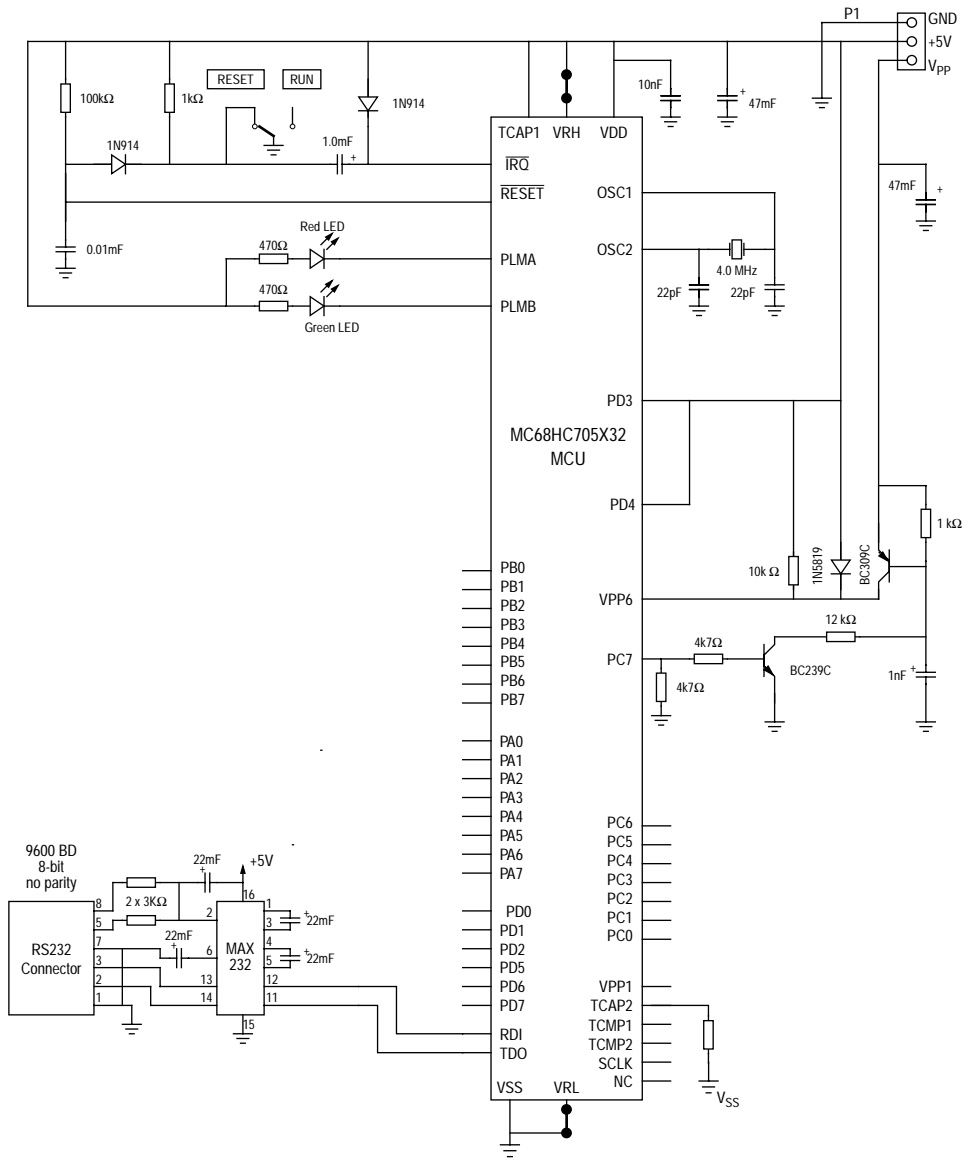 P1
GND
+5V
VPP
RESET
RUN
100kΩ
1kΩ
1N914
10nF
47mF
TCAP1
VRH
VDD
1N914
1.0mF
+
IRQ
RESET
OSC1
47mF
+
Red LED
0.01mF
470Ω
PLMA
OSC2
4.0 MHz
470Ω
PLMB
22pF
22pF
Green LED
PD3
MC68HC705X32
MCU
PD4
1 kΩ
10k Ω
1N5819
BC309C
PB0
PB1
PB2
PB3
PB4
PB5
PB6
PB7
VPP6
12 kΩ
PC7
4k7Ω
4k7Ω
BC239C
1nF
+
PA0
PA1
PA2
PA3
PA4
PA5
PA6
PA7
PC6
PC5
PC4
PC3
PC2
PC1
PC0
9600 BD
8-bit
no parity
22mF
+
+5V
2 x 3KΩ
RS232
Connector
8
5
7
3
2
1
22mF
+
MAX
232
16
2
6
13
14
15
1
3
4
5
12
11
+
22mF
+
22mF
PD0
PD1
PD2
PD5
PD6
PD7
RDI
TDO
VPP1
TCAP2
TCMP1
TCMP2
SCLK
NC
VSS
VSS
VRL
+